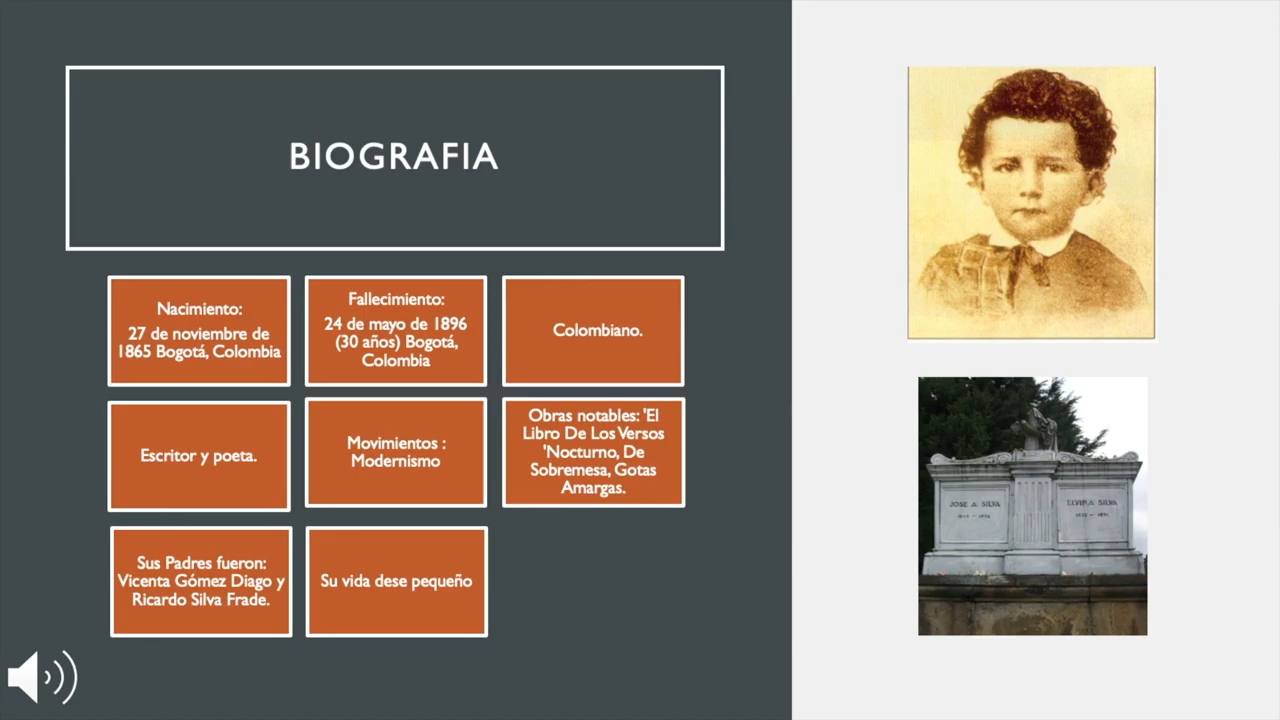 BIOGRAFIA
Nacimiento:
27 de noviembre de
1865 Bogotá, Colombia
Fallecimiento:
24 de mayo de 1896
(30 años) Bogotá,
Colombia
Colombiano.
Escritor y poeta.
Movimientos :
Modernismo
Obras notables: 'El
Libro De Los Versos
'Nocturno, De
Sobremesa, Gotas
Amargas.
Sus Padres fueron:
Vicenta Gómez Diago y
Ricardo Silva Frade.
Su vida dese pequeño
JOSE A. SILVA
ELVIRA SILVA